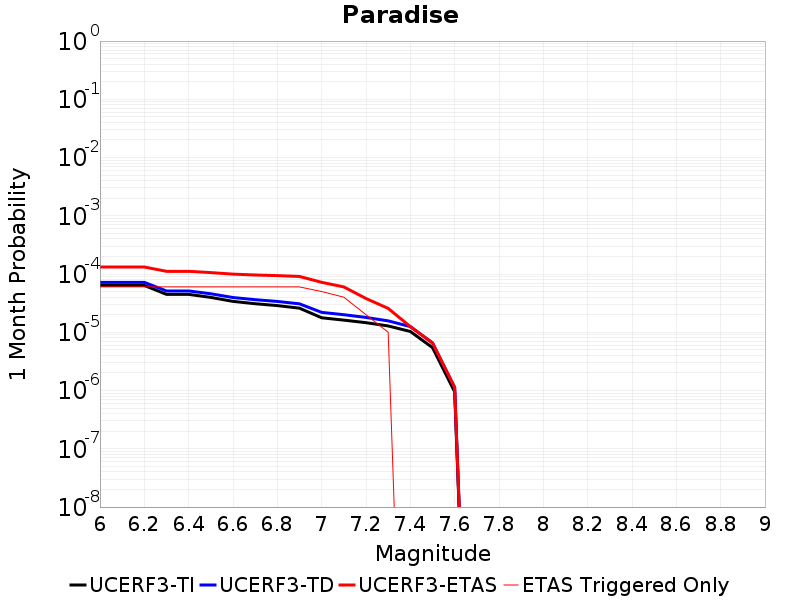 Paradise
1 Month Probability
10^0
10^-1
10^-2
10^-3
10^-4
10^-5
10^-6
10^-7
10^-8
6 6.2 6.4 6.6 6.8 7 7.2 7.4 7.6 7.8 8 8.2 8.4 8.6 8.8 9
Magnitude
UCERF3-TI UCERF3-TD UCERF3-ETAS ETAS Triggered Only